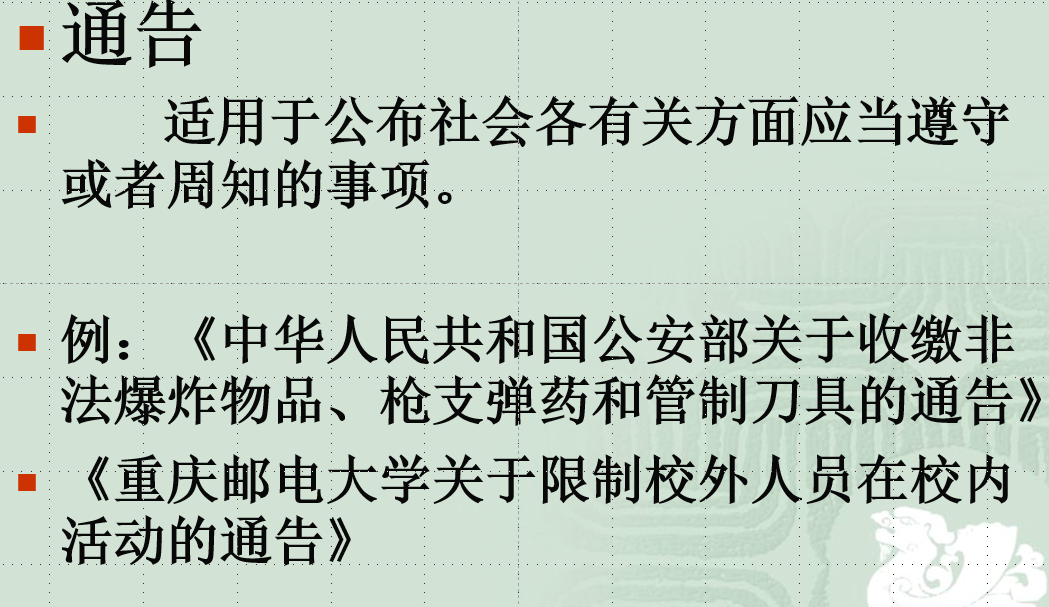 通告
适用于公布社会各有关方面应当遵守
或者周知的事项。
例：《中华人民共和国公安部关于收缴非
法爆炸物品、枪支弹药和管制刀具的通告》
《重庆邮电大学关于限制校外人员在校内
活动的通告》